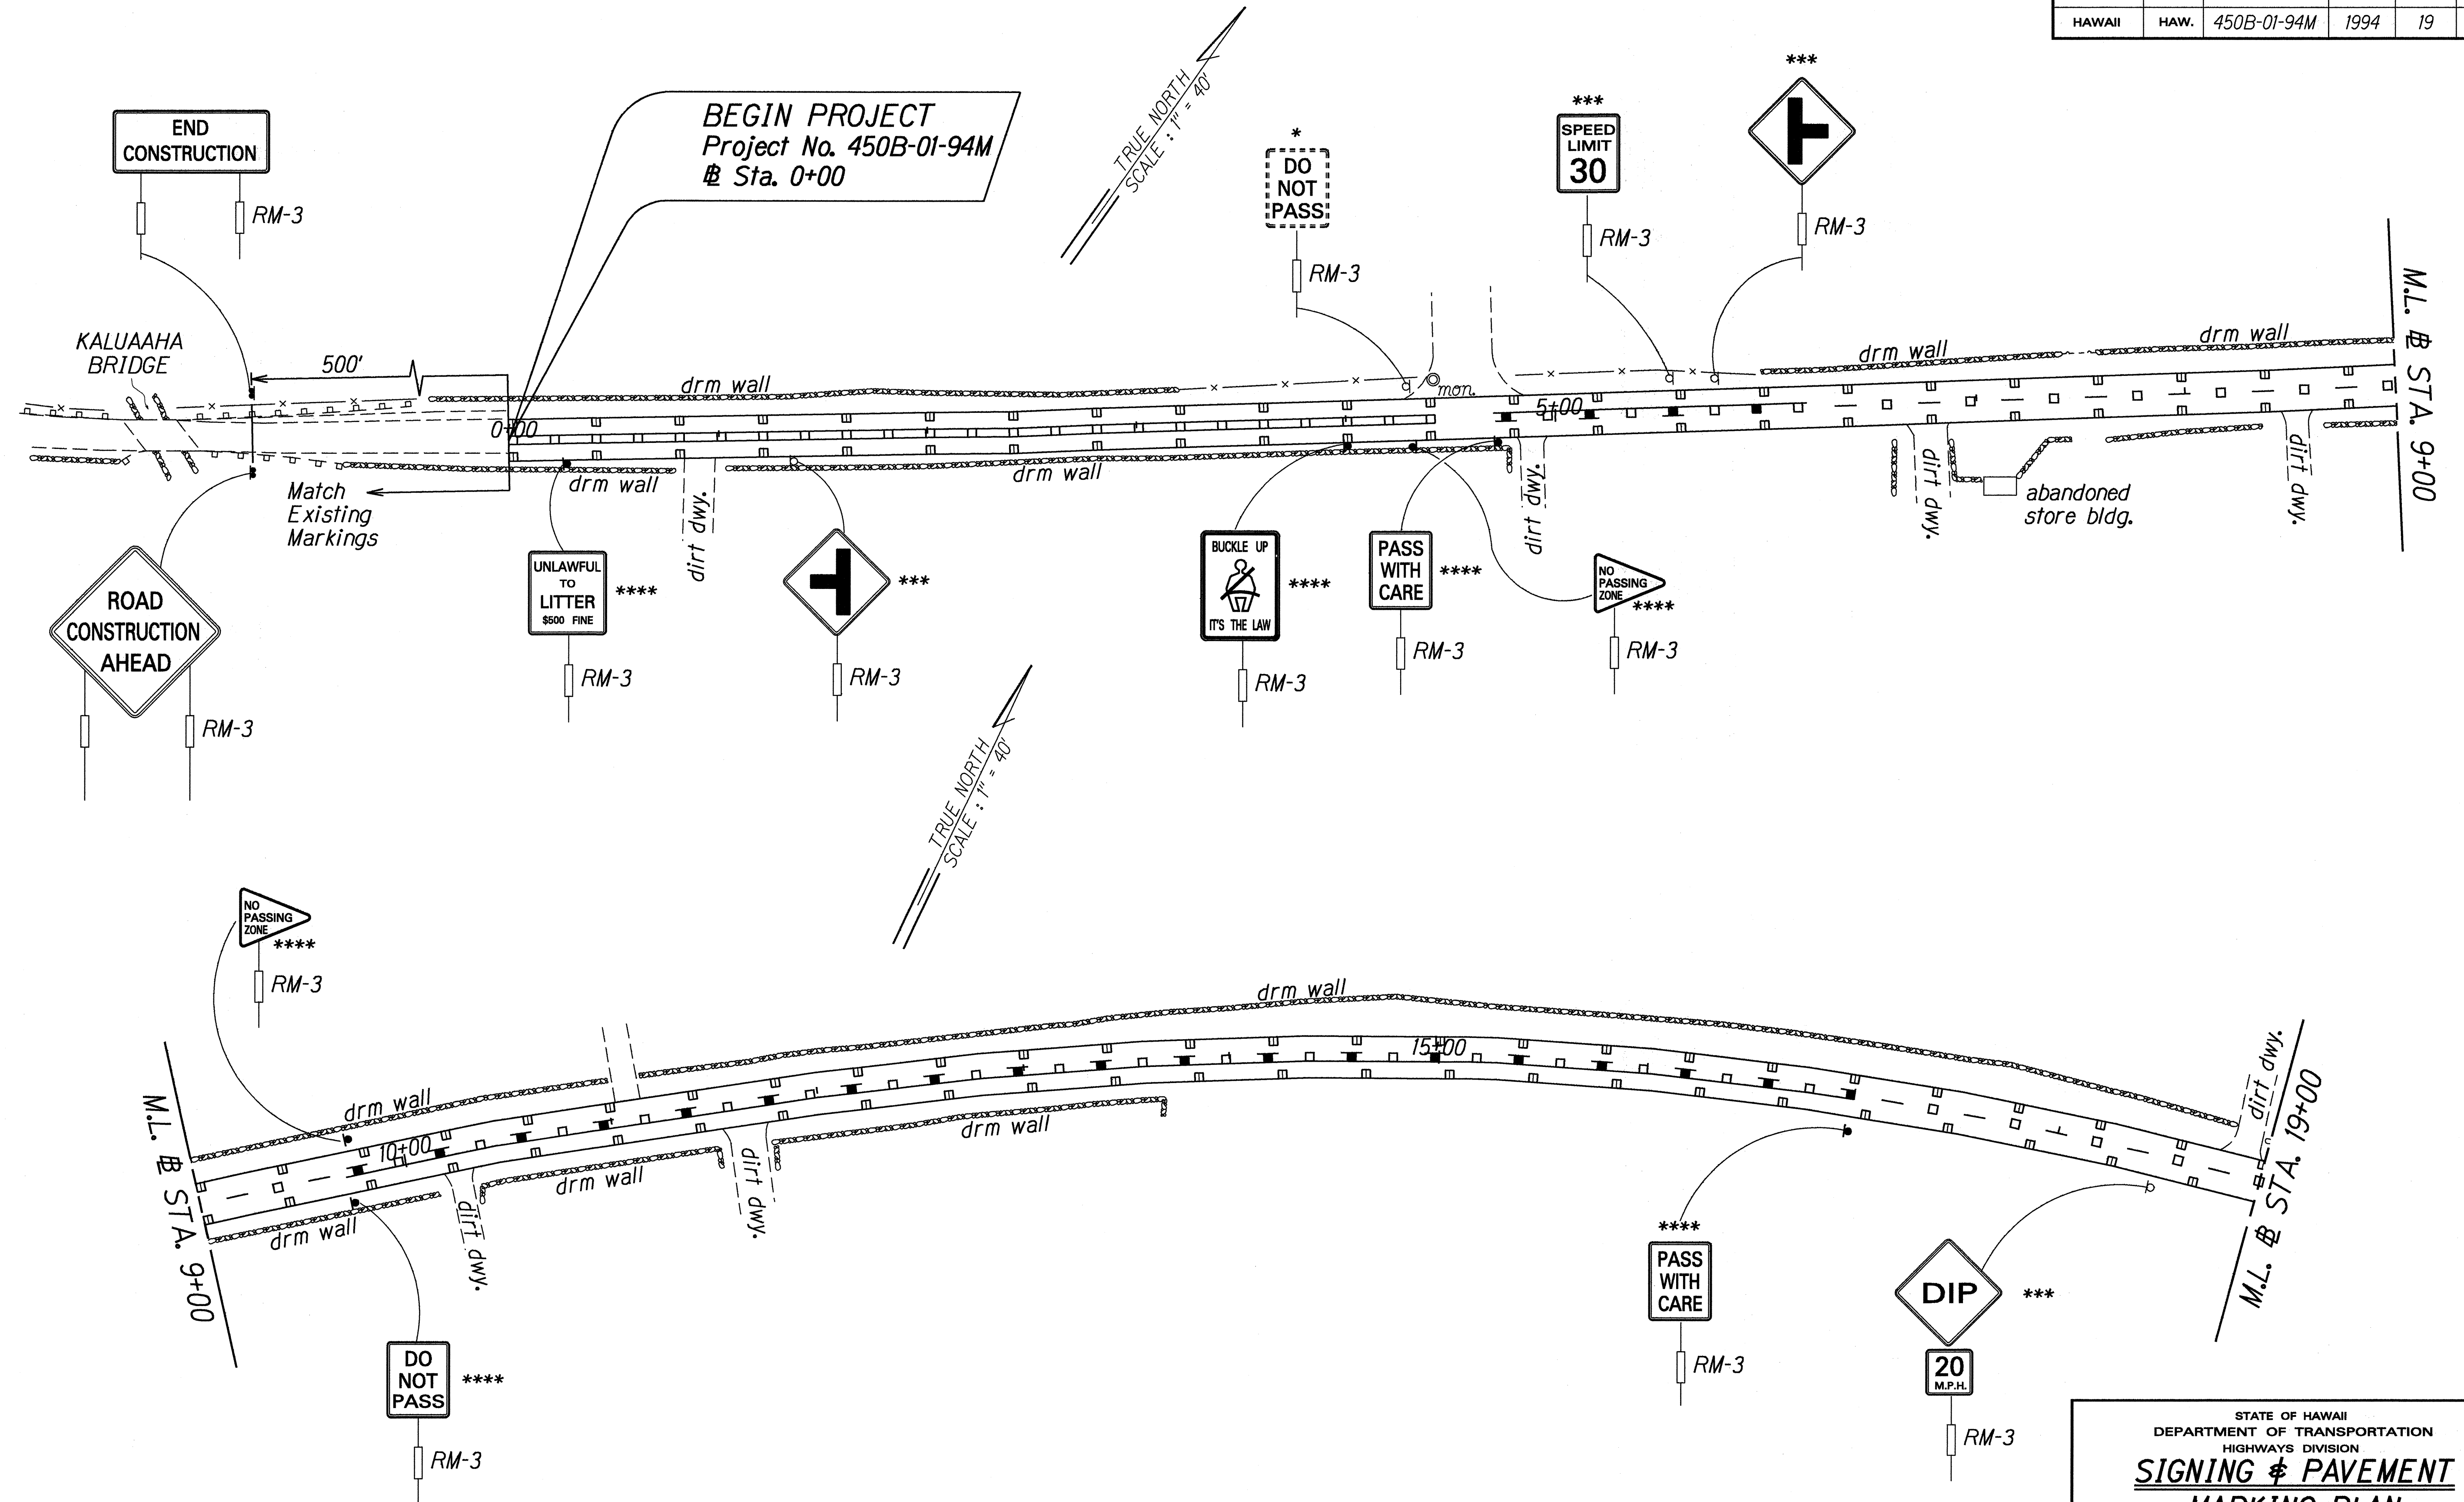 HAWAII HAW. 450B-01-94M 1994 19
END
CONSTRUCTION
RM-3
BEGIN PROJECT
Project No. 450B-01-94M
BL Sta. 0+00
TRUE NORTH
SCALE : 1" = 40'
*
DO
NOT
PASS
RM-3
***
SPEED
LIMIT
30
RM-3
***
RM-3
KALUAAHA
BRIDGE
500'
drm wall
mon.
drm wall
drm wall
M.L. BL STA. 9+00
0+00
5+00
Match
Existing
Markings
drm wall
dirt dwy.
drm wall
dirt dwy.
dirt dwy.
abandoned
store bldg.
dirt dwy.
ROAD
CONSTRUCTION
AHEAD
RM-3
UNLAWFUL
TO
LITTER
$500 FINE
****
RM-3
***
RM-3
BUCKLE UP
IT'S THE LAW
****
RM-3
PASS
WITH
CARE
****
RM-3
NO
PASSING
ZONE
****
RM-3
TRUE NORTH
SCALE : 1" = 40'
NO
PASSING
ZONE
****
RM-3
M.L. BL STA. 9+00
drm wall
drm wall
10+00
15+00
drm wall
dirt dwy.
drm wall
dirt dwy.
drm wall
dirt dwy.
M.L. BL STA. 19+00
DO
NOT
PASS
****
RM-3
****
PASS
WITH
CARE
RM-3
DIP
***
20
M.P.H.
RM-3
STATE OF HAWAII
DEPARTMENT OF TRANSPORTATION
HIGHWAYS DIVISION
SIGNING & PAVEMENT
MARKING PLAN